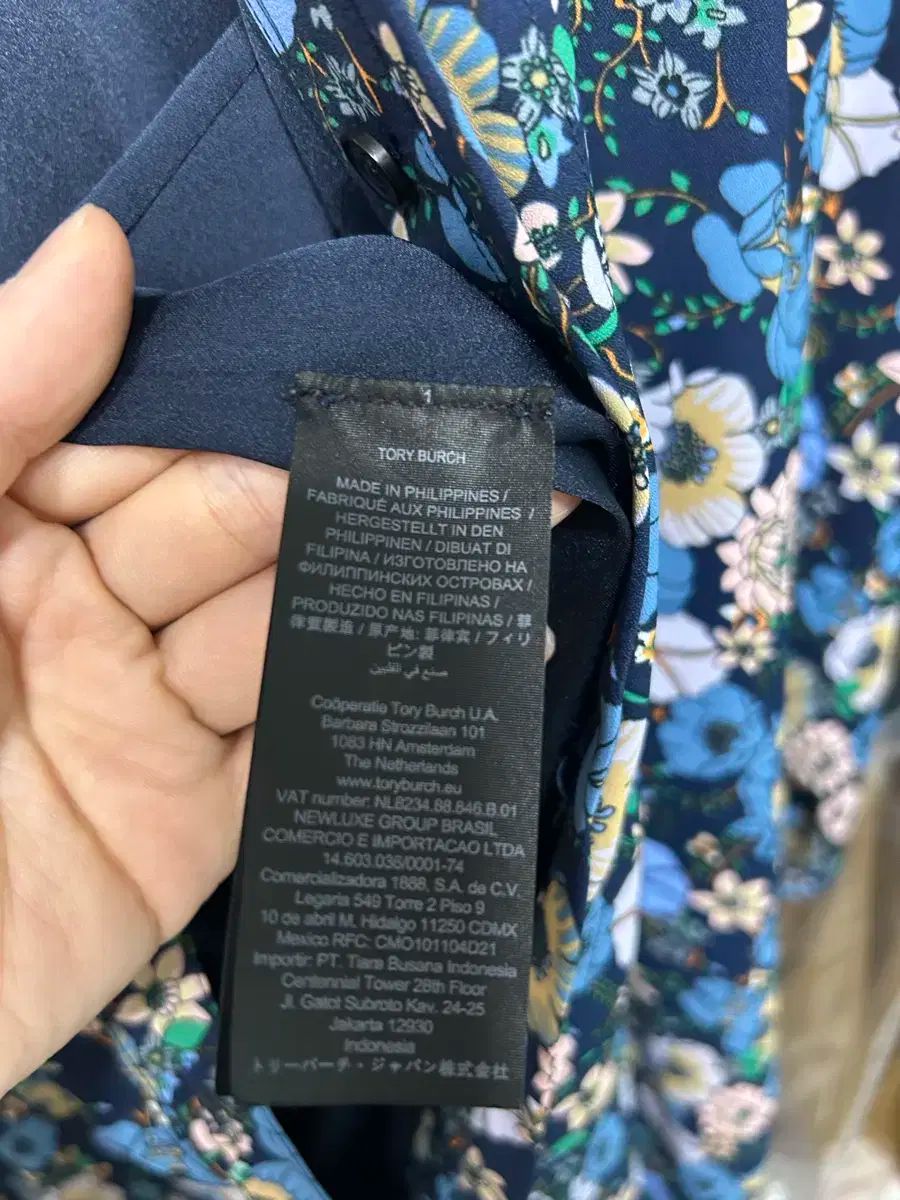 1
TORY BURCH
MADE IN PHILIPPINES /
FABRIQUÉ AUX PHILIPPINES /
HERGESTELLT IN DEN
PHILIPPINEN / DIBUAT DI
FILIPINA / ИЗГОТОВЛЕНО НА
ФИЛИППИНСКИХ ОСТРОВАХ /
HECHO EN FILIPINAS /
PRODUZIDO NAS FILIPINAS / 菲
律賓製造 / 原产地: 菲律宾 / フィリ
ピン製
صنع في الفلبين
Coöperatie Tory Burch U.A.
Barbara Strozzilaan 101
1083 HN Amsterdam
The Netherlands
www.toryburch.eu
VAT number: NL8234.88.846.B.01
NEWLUXE GROUP BRASIL
COMERCIO E IMPORTACAO LTDA
14.603.035/0001-74
Comercializadora 1888, S.A. de C.V.
Legaria 549 Torre 2 Piso 9
10 de abril M. Hidalgo 11250 CDMX
Mexico RFC: CMO101104D21
Importir: PT. Tiara Busana Indonesia
Centennial Tower 28th Floor
Jl. Gatot Subroto Kav. 24-25
Jakarta 12930
Indonesia
トリーバーチ・ジャパン株式会社